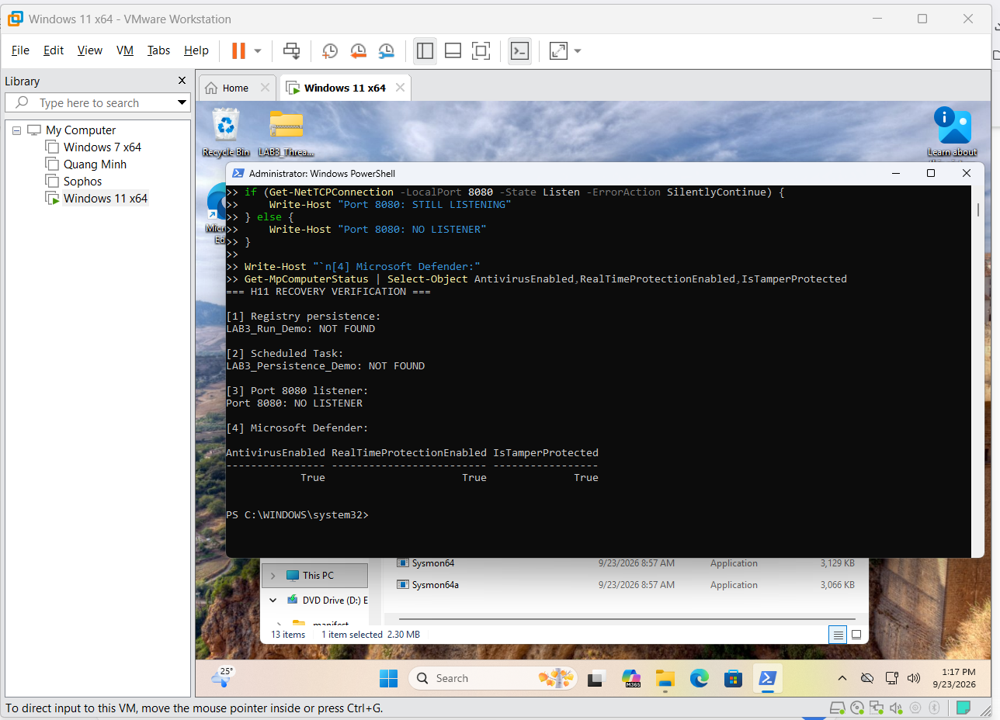 Windows 11 x64 - VMware Workstation
File Edit View VM Tabs Help
Library
Type here to search
My Computer
Windows 7 x64
Quang Minh
Sophos
Windows 11 x64
Home
Windows 11 x64
Recycle Bin
LAB3_Threa...
Learn about
Administrator: Windows PowerShell
>> if (Get-NetTCPConnection -LocalPort 8080 -State Listen -ErrorAction SilentlyContinue) {
>>     Write-Host "Port 8080: STILL LISTENING"
>> } else {
>>     Write-Host "Port 8080: NO LISTENER"
>> }
>>
>> Write-Host "`n[4] Microsoft Defender:"
>> Get-MpComputerStatus | Select-Object AntivirusEnabled,RealTimeProtectionEnabled,IsTamperProtected
=== H11 RECOVERY VERIFICATION ===
[1] Registry persistence:
LAB3_Run_Demo: NOT FOUND
[2] Scheduled Task:
LAB3_Persistence_Demo: NOT FOUND
[3] Port 8080 listener:
Port 8080: NO LISTENER
[4] Microsoft Defender:
AntivirusEnabled RealTimeProtectionEnabled IsTamperProtected
---------------- ------------------------- -----------------
True True True
PS C:\WINDOWS\system32>
Micr
Ed
Sysmon64 9/23/2026 8:57 AM Application 3,129 KB
Sysmon64a 9/23/2026 8:57 AM Application 3,066 KB
This PC
DVD Drive (D:) E
manifest
13 items 1 item selected 2.30 MB
25°
Search
M365
1:17 PM
9/23/2026
To direct input to this VM, move the mouse pointer inside or press Ctrl+G.